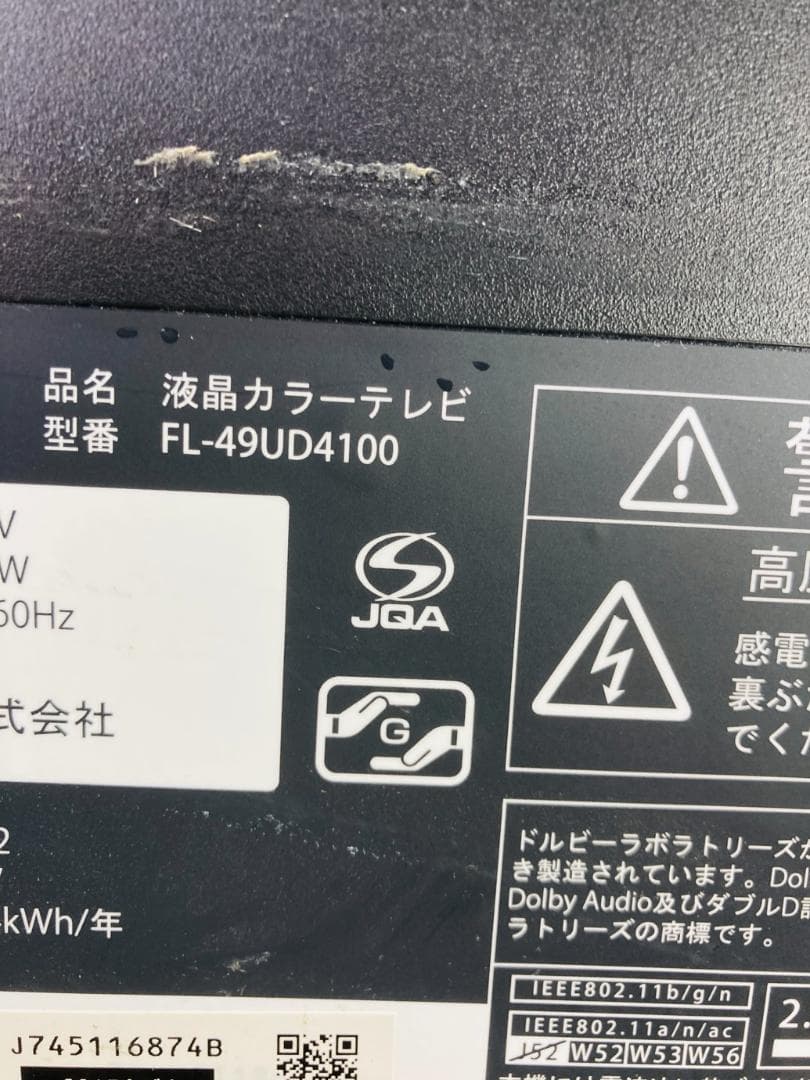 品名 液晶カラーテレビ
型番 FL-49UD4100
V
W
60Hz
式会社
JQA
G
2
kWh/年
高
感電
裏ぶ
でくだ
ドルビーラボラトリーズか
き製造されています。Dol
Dolby Audio及びダブルD記
ラトリーズの商標です。
IEEE802.11b/g/n
IEEE802.11a/n/ac
J52 W52 W53 W56
2.
J745116874B